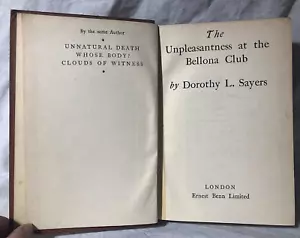 By the same Author
UNNATURAL DEATH
WHOSE BODY?
CLOUDS OF WITNESS
The
Unpleasantness at the
Bellona Club
by Dorothy L. Sayers
LONDON
Ernest Benn Limited